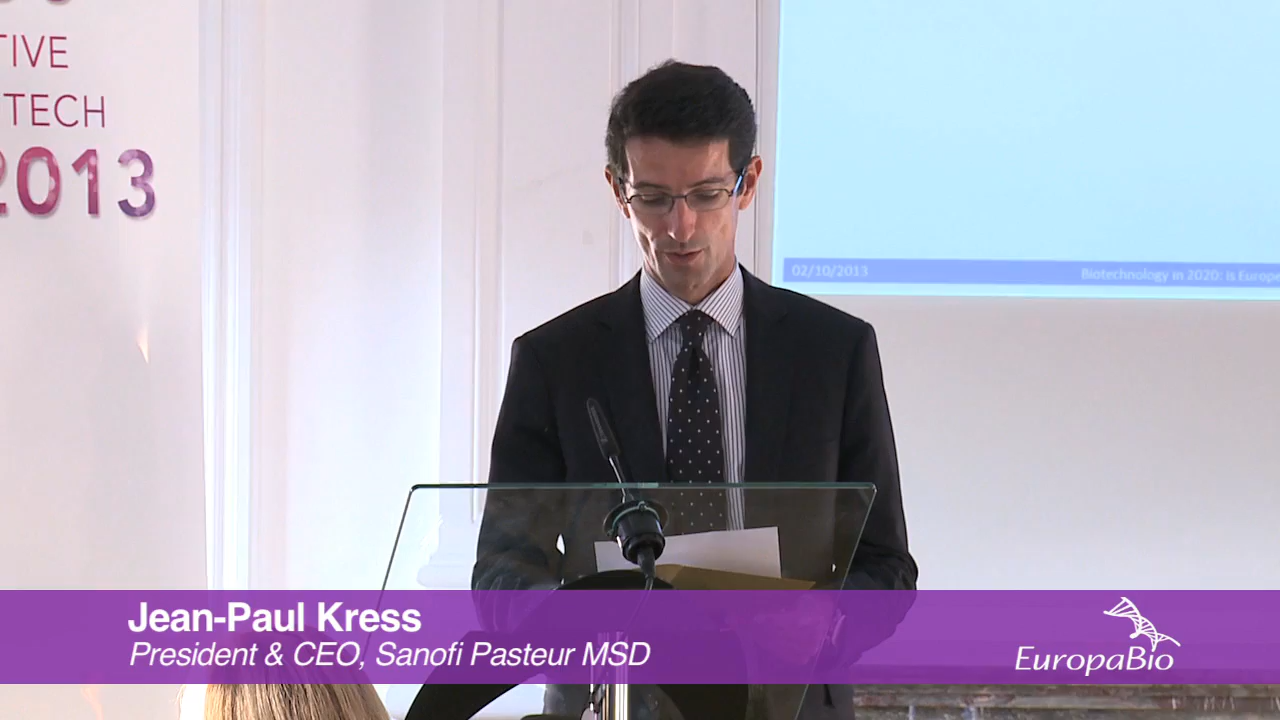 TIVE
TECH
2013
02/10/2013
Biotechnology in 2020: Is Europe
Jean-Paul Kress
President & CEO, Sanofi Pasteur MSD
EuropaBio